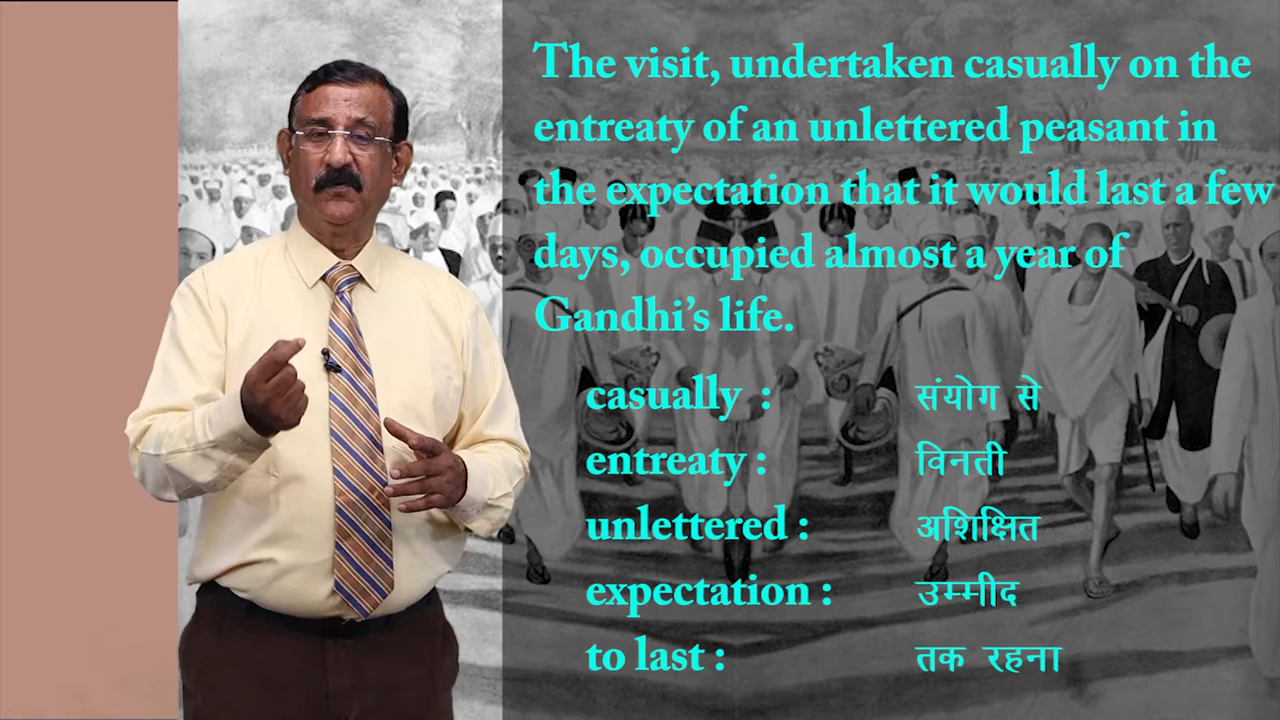 The visit, undertaken casually on the
entreaty of an unlettered peasant in
the expectation that it would last a few
days, occupied almost a year of
Gandhi’s life.
casually : संयोग से
entreaty : विनती
unlettered : अशिक्षित
expectation : उम्मीद
to last : तक रहना